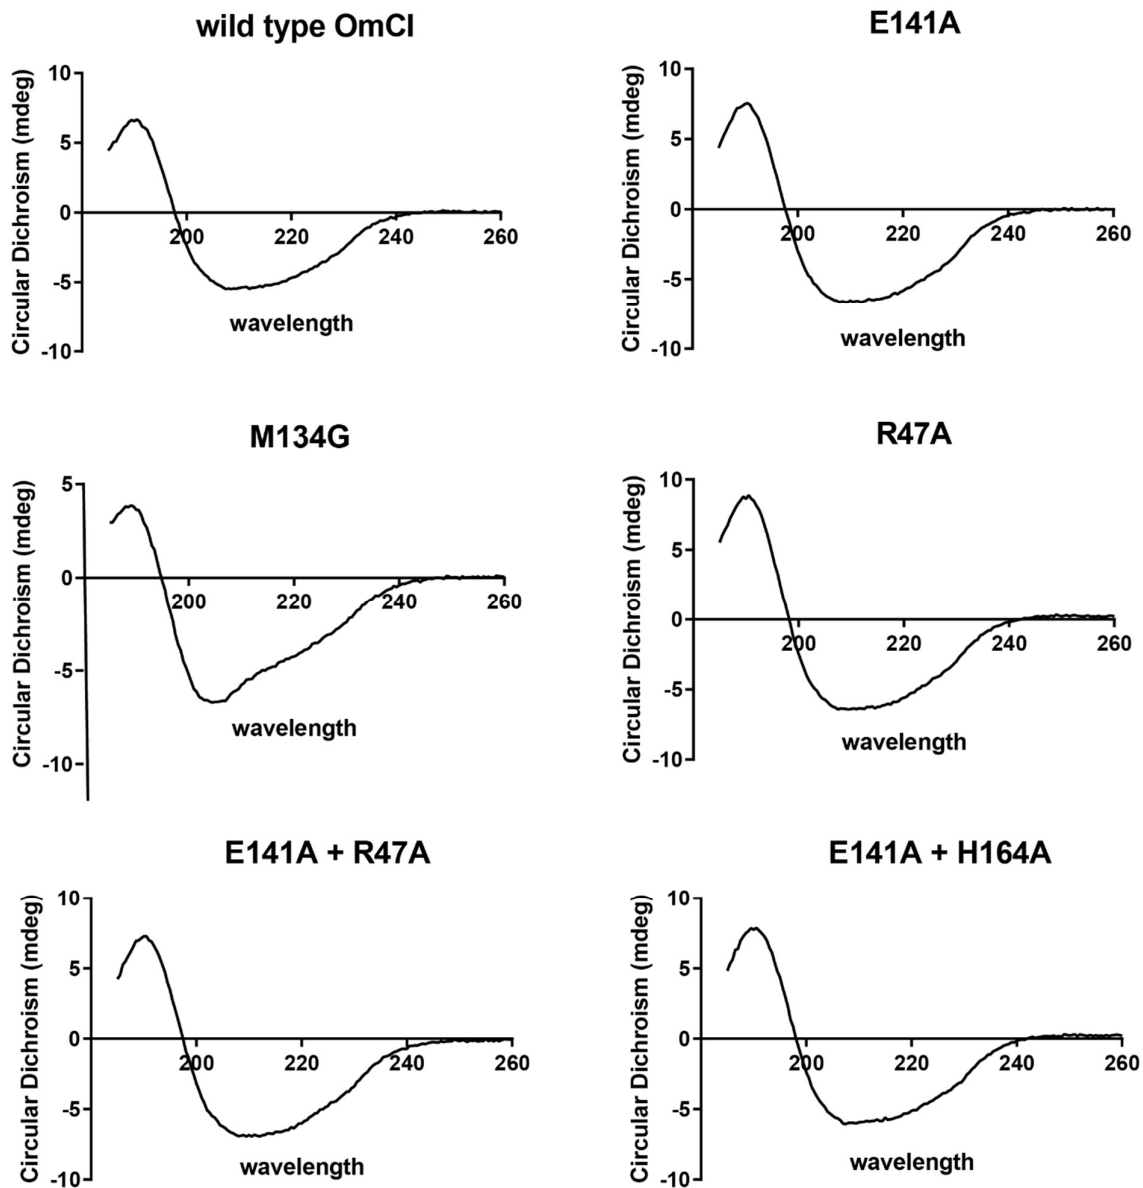 wild type OmCI
Circular Dichroism (mdeg)
10
5
0
-5
-10
200
220
240
260
wavelength
E141A
Circular Dichroism (mdeg)
10
5
0
-5
-10
200
220
240
260
wavelength
M134G
Circular Dichroism (mdeg)
5
0
-5
-10
200
220
240
260
wavelength
R47A
Circular Dichroism (mdeg)
10
5
0
-5
-10
200
220
240
260
wavelength
E141A + R47A
Circular Dichroism (mdeg)
10
5
0
-5
-10
200
220
240
260
wavelength
E141A + H164A
Circular Dichroism (mdeg)
10
5
0
-5
-10
200
220
240
260
wavelength